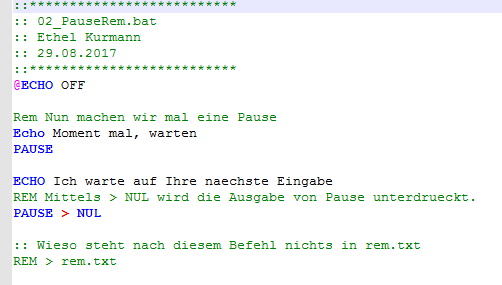 ::**************************
:: 02_PauseRem.bat
:: Ethel Kurmann
:: 29.08.2017
::**************************
@ECHO OFF
Rem Nun machen wir mal eine Pause
Echo Moment mal, warten
PAUSE
ECHO Ich warte auf Ihre naechste Eingabe
REM Mittels > NUL wird die Ausgabe von Pause unterdrueckt.
PAUSE > NUL
:: Wieso steht nach diesem Befehl nichts in rem.txt
REM > rem.txt